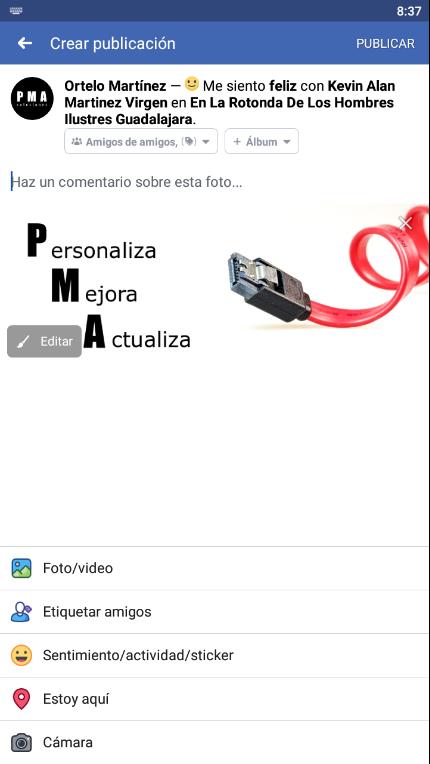 8:37
Crear publicación
PUBLICAR
PMA
soluciones
Ortelo Martínez — Me siento feliz con Kevin Alan
Martinez Virgen en En La Rotonda De Los Hombres
Ilustres Guadalajara.
Amigos de amigos, ( )
+ Álbum
Haz un comentario sobre esta foto...
Personaliza
Mejora
Actualiza
Editar
Foto/video
Etiquetar amigos
Sentimiento/actividad/sticker
Estoy aquí
Cámara